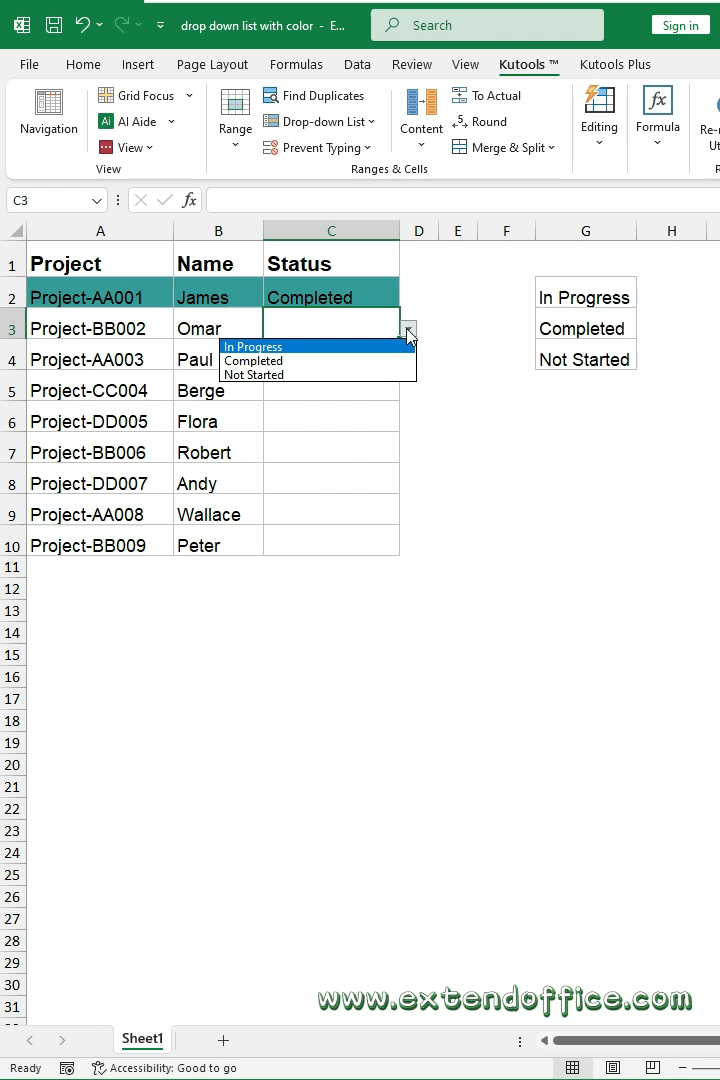 drop down list with color - E...
Search
Sign in
File Home Insert Page Layout Formulas Data Review View Kutools ™ Kutools Plus
Navigation
Grid Focus
AI Aide
View
View
Range
Find Duplicates
Drop-down List
Prevent Typing
Content
To Actual
Round
Merge & Split
Ranges & Cells
Editing
fx
Formula
Re-r
Ut
R
C3 fx
A B C D E F G H
1 Project Name Status
2 Project-AA001 James Completed In Progress
3 Project-BB002 Omar Completed
4 Project-AA003 Paul Not Started
In Progress
Completed
Not Started
5 Project-CC004 Berge
6 Project-DD005 Flora
7 Project-BB006 Robert
8 Project-DD007 Andy
9 Project-AA008 Wallace
10 Project-BB009 Peter
11
12
13
14
15
16
17
18
19
20
21
22
23
24
25
26
27
28
29
30
31
www.extendoffice.com
Sheet1
Ready Accessibility: Good to go